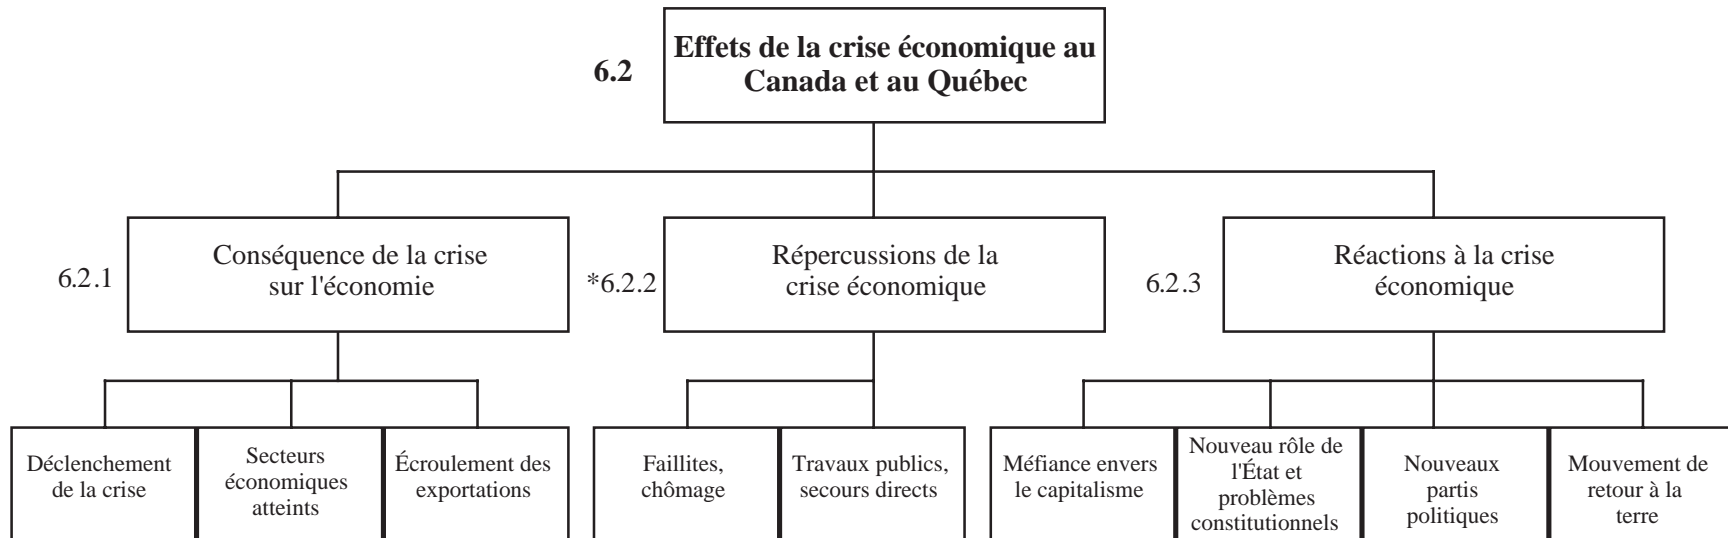 6.2
Effets de la crise économique au
Canada et au Québec
6.2.1
Conséquence de la crise
sur l'économie
*6.2.2
Répercussions de la
crise économique
6.2.3
Réactions à la crise
économique
Déclenchement
de la crise
Secteurs
économiques
atteints
Écroulement des
exportations
Faillites,
chômage
Travaux publics,
secours directs
Méfiance envers
le capitalisme
Nouveau rôle de
l'État et
problèmes
constitutionnels
Nouveaux
partis
politiques
Mouvement de
retour à la
terre